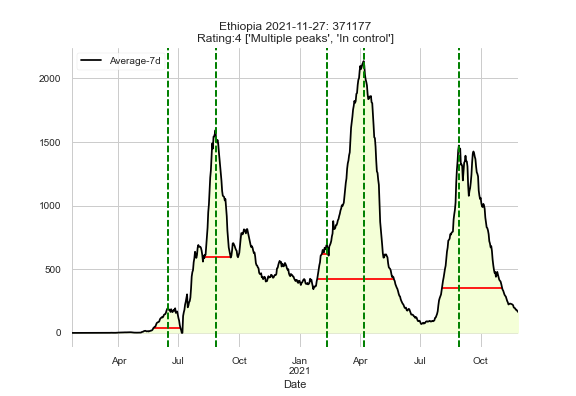 Ethiopia 2021-11-27: 371177
Rating:4 ['Multiple peaks', 'In control']
Average-7d
2000
1500
1000
500
0
Apr Jul Oct Jan Apr Jul Oct
2021
Date